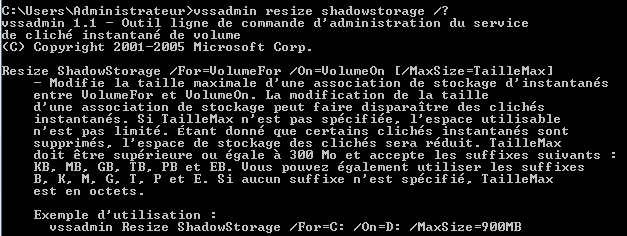 C:\Users\Administrateur>vssadmin resize shadowstorage /?
vssadmin 1.1 - Outil ligne de commande d'administration du service
de cliché instantané de volume
(C) Copyright 2001-2005 Microsoft Corp.
Resize ShadowStorage /For=VolumeFor /On=VolumeOn [/MaxSize=TailleMax]
- Modifie la taille maximale d'une association de stockage d'instantanés
entre VolumeFor et VolumeOn. La modification de la taille
d'une association de stockage peut faire disparaître des clichés
instantanés. Si TailleMax n'est pas spécifiée, l'espace utilisable
n'est pas limité. Étant donné que certains clichés instantanés sont
supprimés, l'espace de stockage des clichés sera réduit. TailleMax
doit être supérieure ou égale à 300 Mo et accepte les suffixes suivants :
KB, MB, GB, TB, PB et EB. Vous pouvez également utiliser les suffixes
B, K, M, G, T, P et E. Si aucun suffixe n'est spécifié, TailleMax
est en octets.
Exemple d'utilisation :
vssadmin Resize ShadowStorage /For=C: /On=D: /MaxSize=900MB